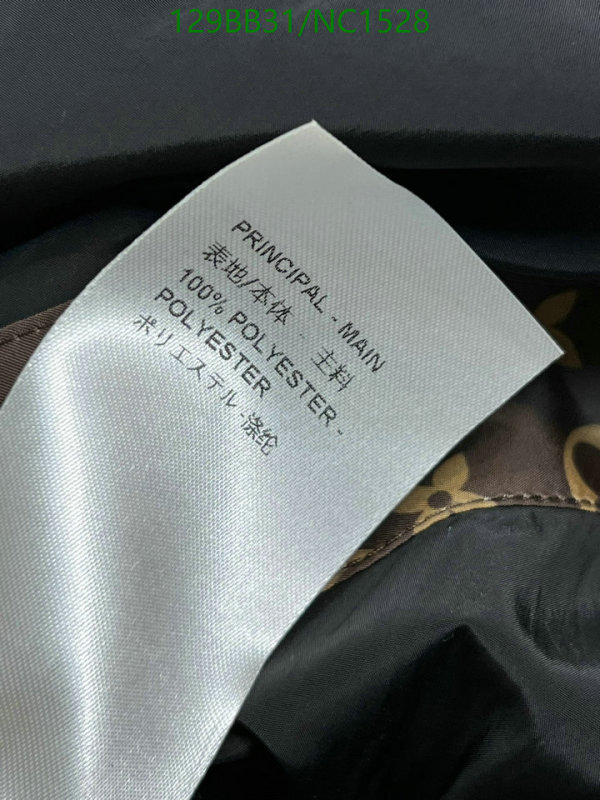 129BB31/NC1528
PRINCIPAL - MAIN
表地/本体 - 主料
100% POLYESTER -
POLYESTER
ポリエステル-涤纶